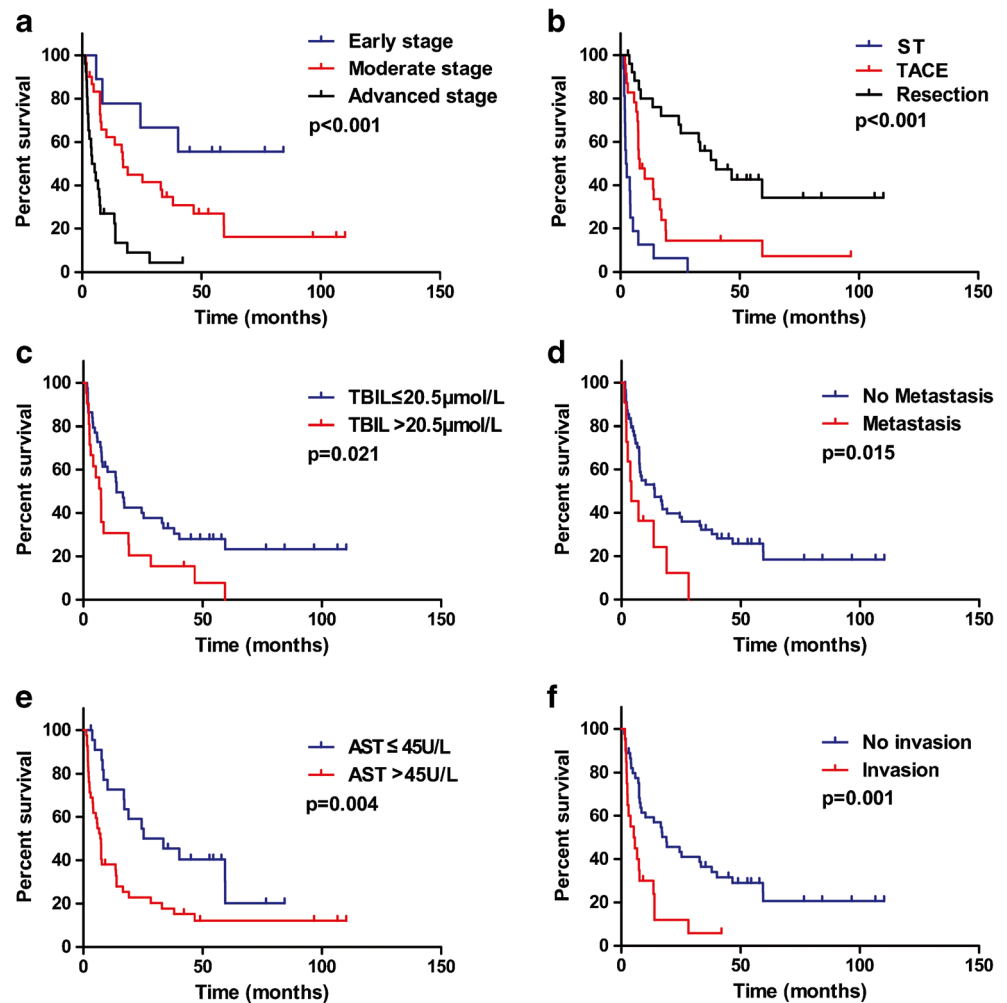 a
Early stage
Moderate stage
Advanced stage
p<0.001
Percent survival
100
80
60
40
20
0
0 50 100 150
Time (months)
b
ST
TACE
Resection
p<0.001
Percent survival
100
80
60
40
20
0
0 50 100 150
Time (months)
c
TBIL≤20.5μmol/L
TBIL >20.5μmol/L
p=0.021
Percent survival
100
80
60
40
20
0
0 50 100 150
Time (months)
d
No Metastasis
Metastasis
p=0.015
Percent survival
100
80
60
40
20
0
0 50 100 150
Time (months)
e
AST ≤ 45U/L
AST >45U/L
p=0.004
Percent survival
100
80
60
40
20
0
0 50 100 150
Time (months)
f
No invasion
Invasion
p=0.001
Percent survival
100
80
60
40
20
0
0 50 100 150
Time (months)